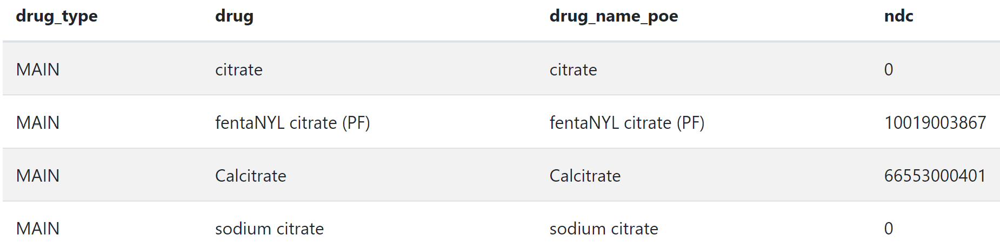 drug_type drug drug_name_poe ndc
MAIN citrate citrate 0
MAIN fentaNYL citrate (PF) fentaNYL citrate (PF) 10019003867
MAIN Calcitrate Calcitrate 66553000401
MAIN sodium citrate sodium citrate 0